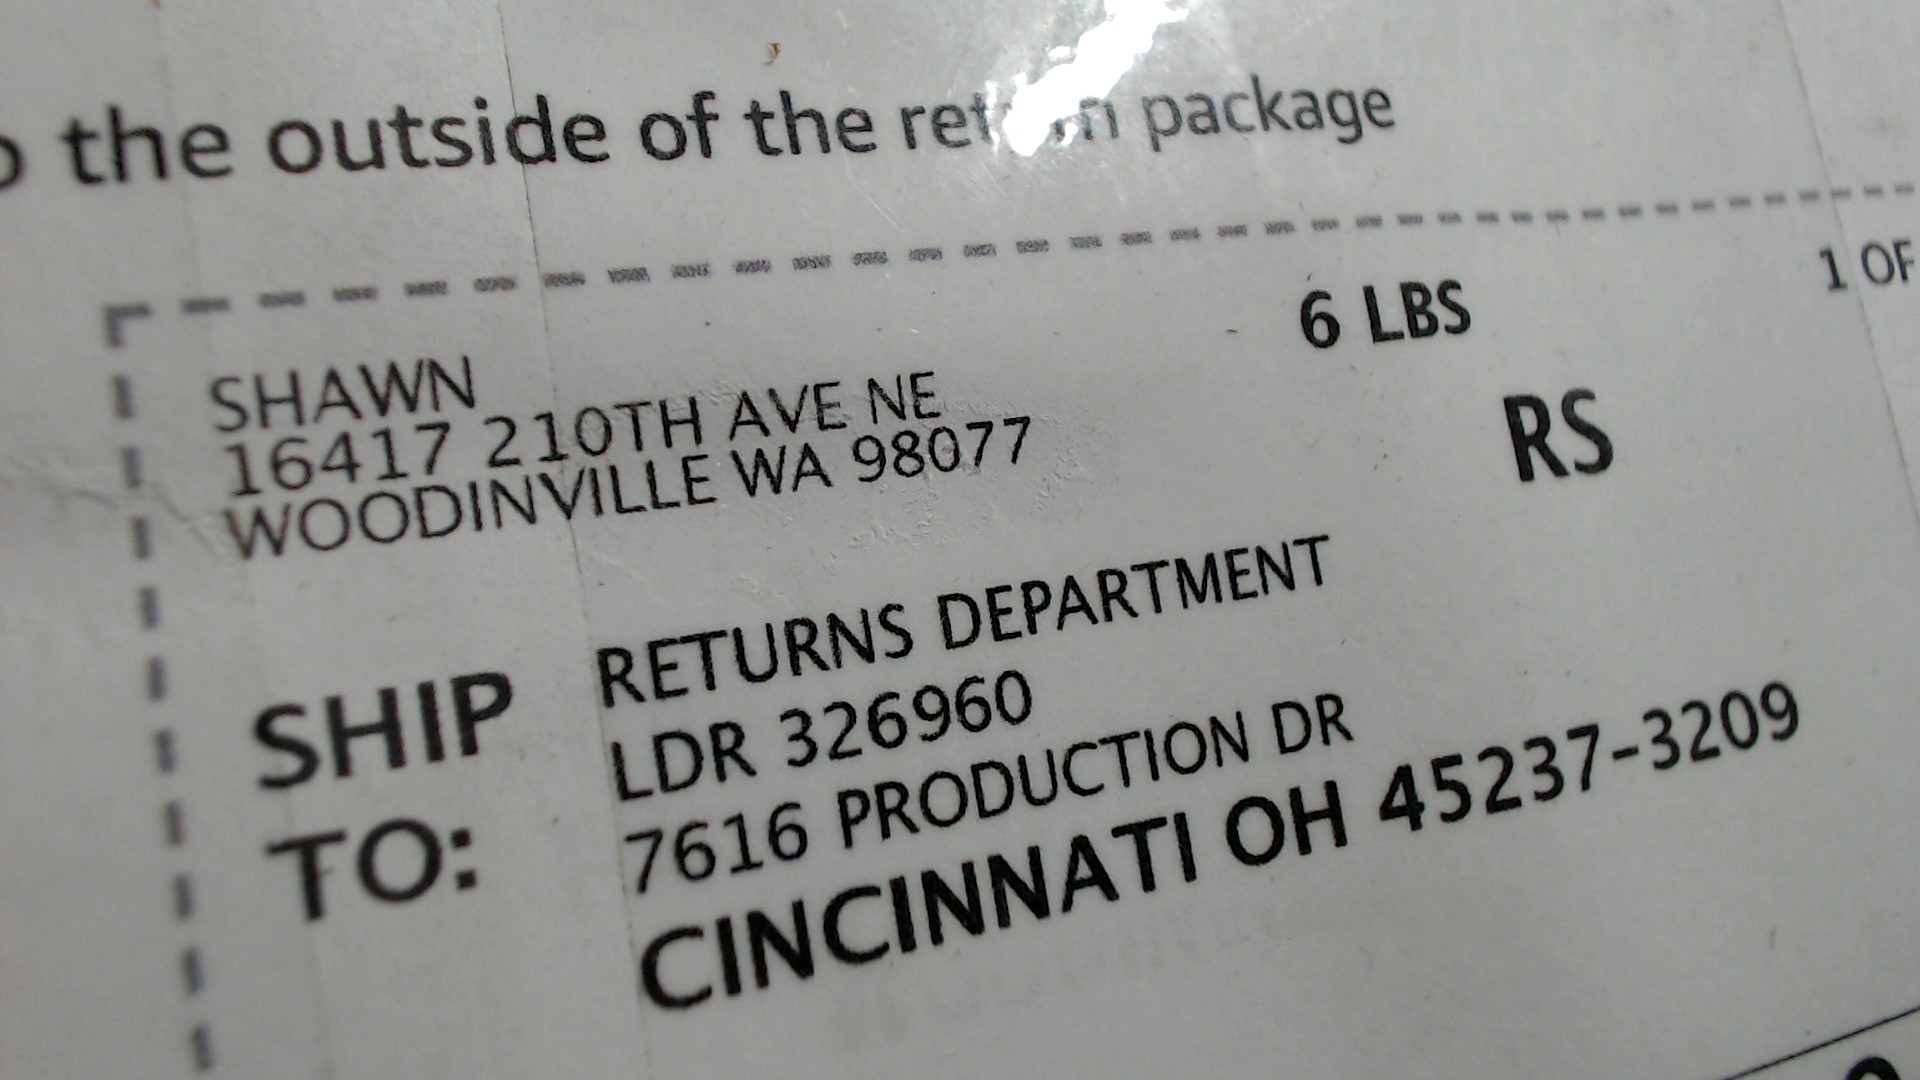 the outside of the return package
6 LBS
1 OF
SHAWN
16417 210TH AVE NE
WOODINVILLE WA 98077
RS
SHIP TO:
RETURNS DEPARTMENT
LDR 326960
7616 PRODUCTION DR
CINCINNATI OH 45237-3209